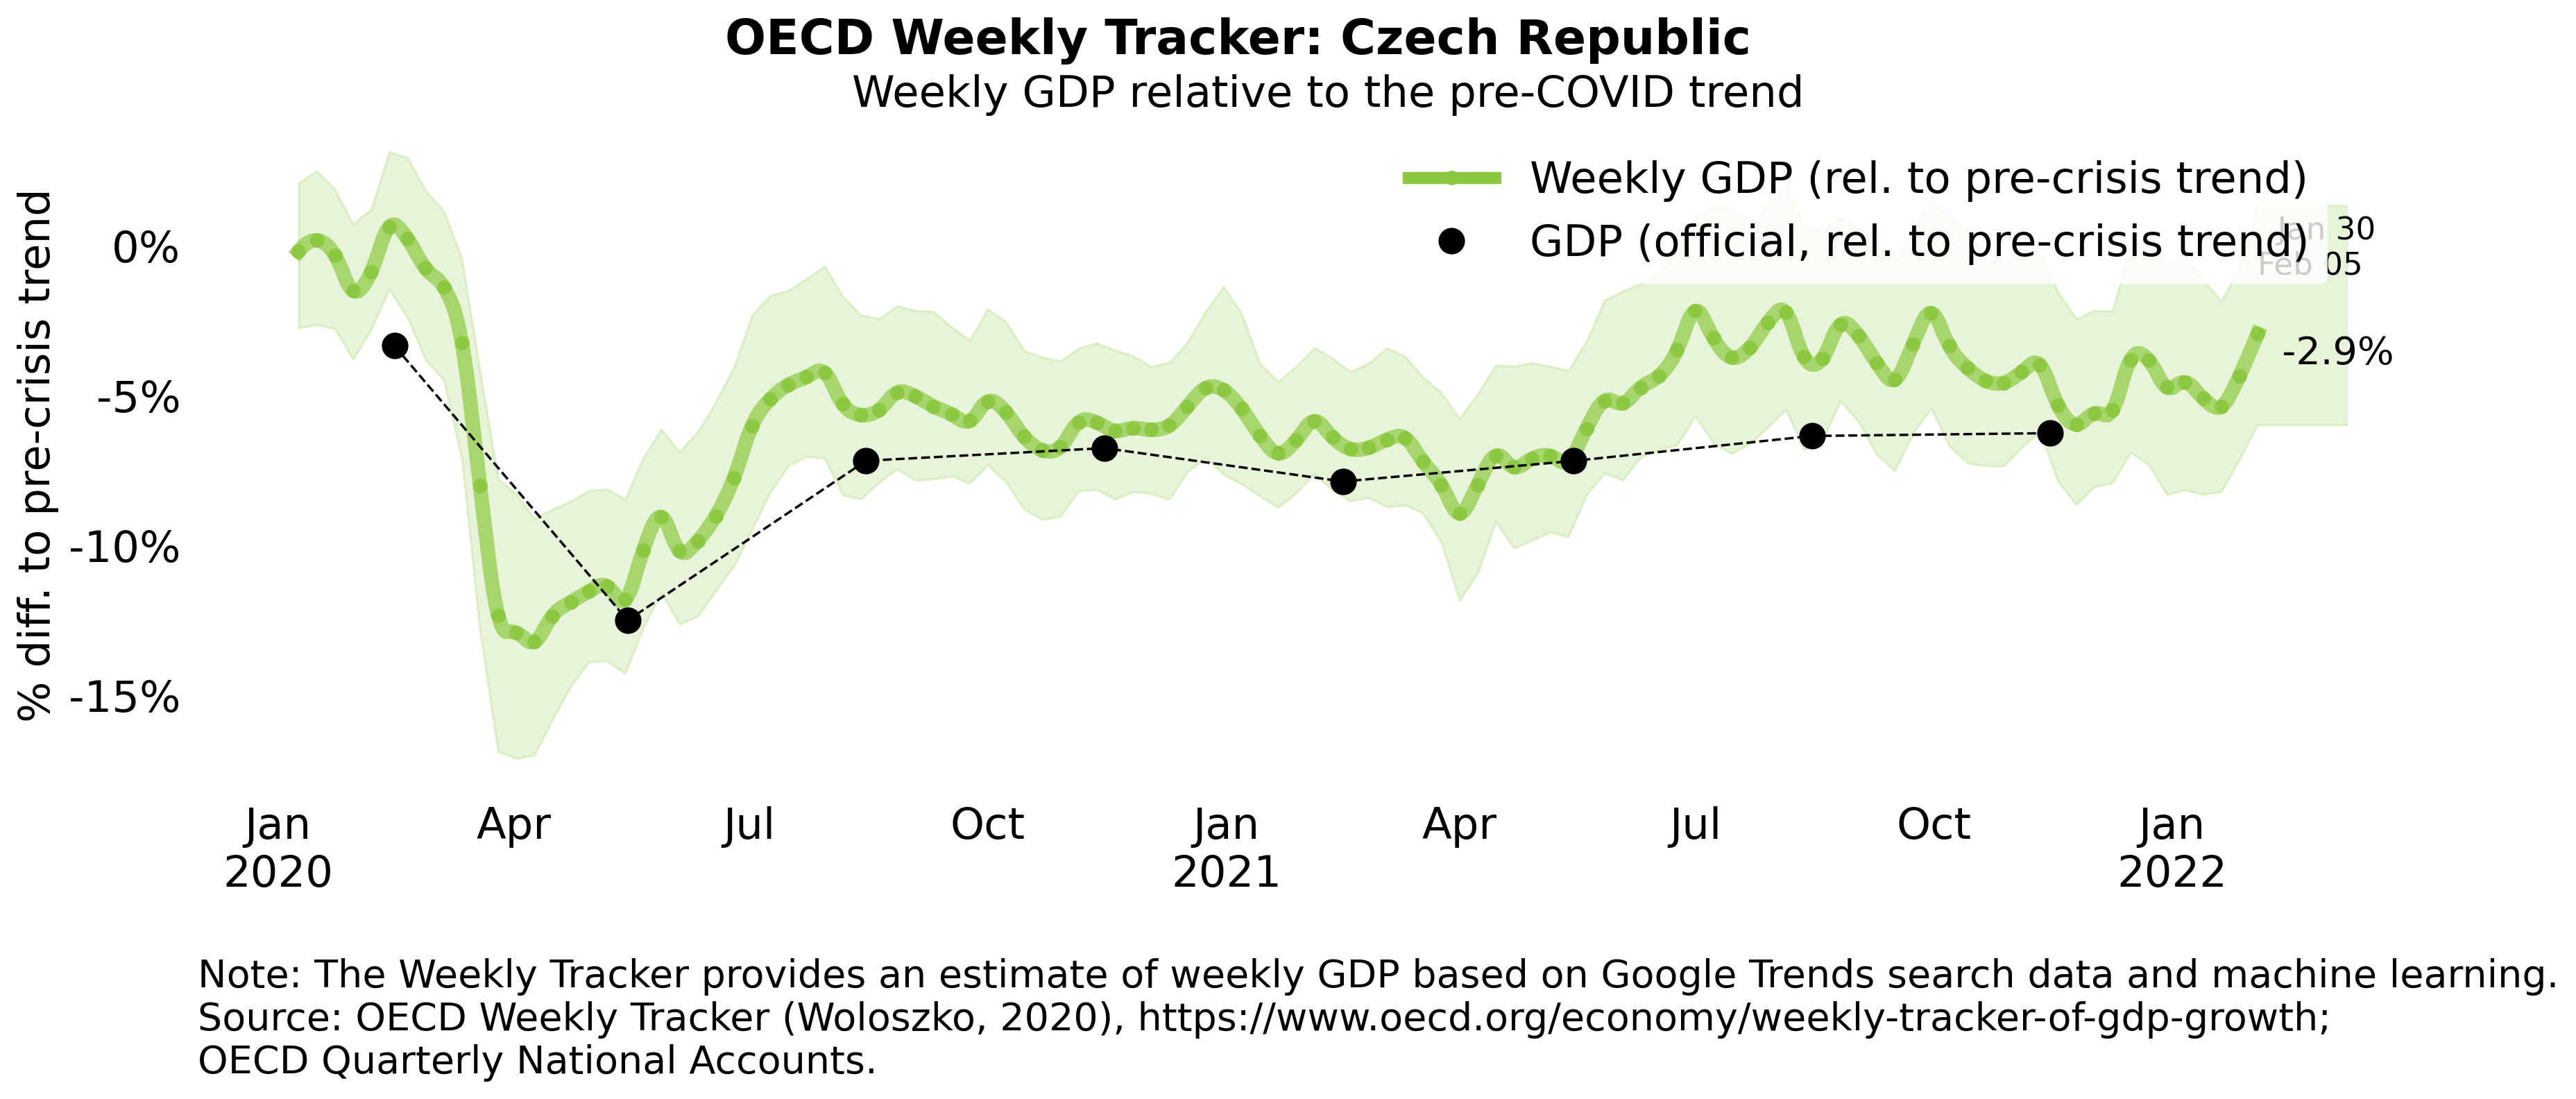 OECD Weekly Tracker: Czech Republic
Weekly GDP relative to the pre-COVID trend
Weekly GDP (rel. to pre-crisis trend)
GDP (official, rel. to pre-crisis trend)
Jan 30
Feb 05
-2.9%
% diff. to pre-crisis trend
0%
-5%
-10%
-15%
Jan
2020
Apr
Jul
Oct
Jan
2021
Apr
Jul
Oct
Jan
2022
Note: The Weekly Tracker provides an estimate of weekly GDP based on Google Trends search data and machine learning.
Source: OECD Weekly Tracker (Woloszko, 2020), https://www.oecd.org/economy/weekly-tracker-of-gdp-growth;
OECD Quarterly National Accounts.